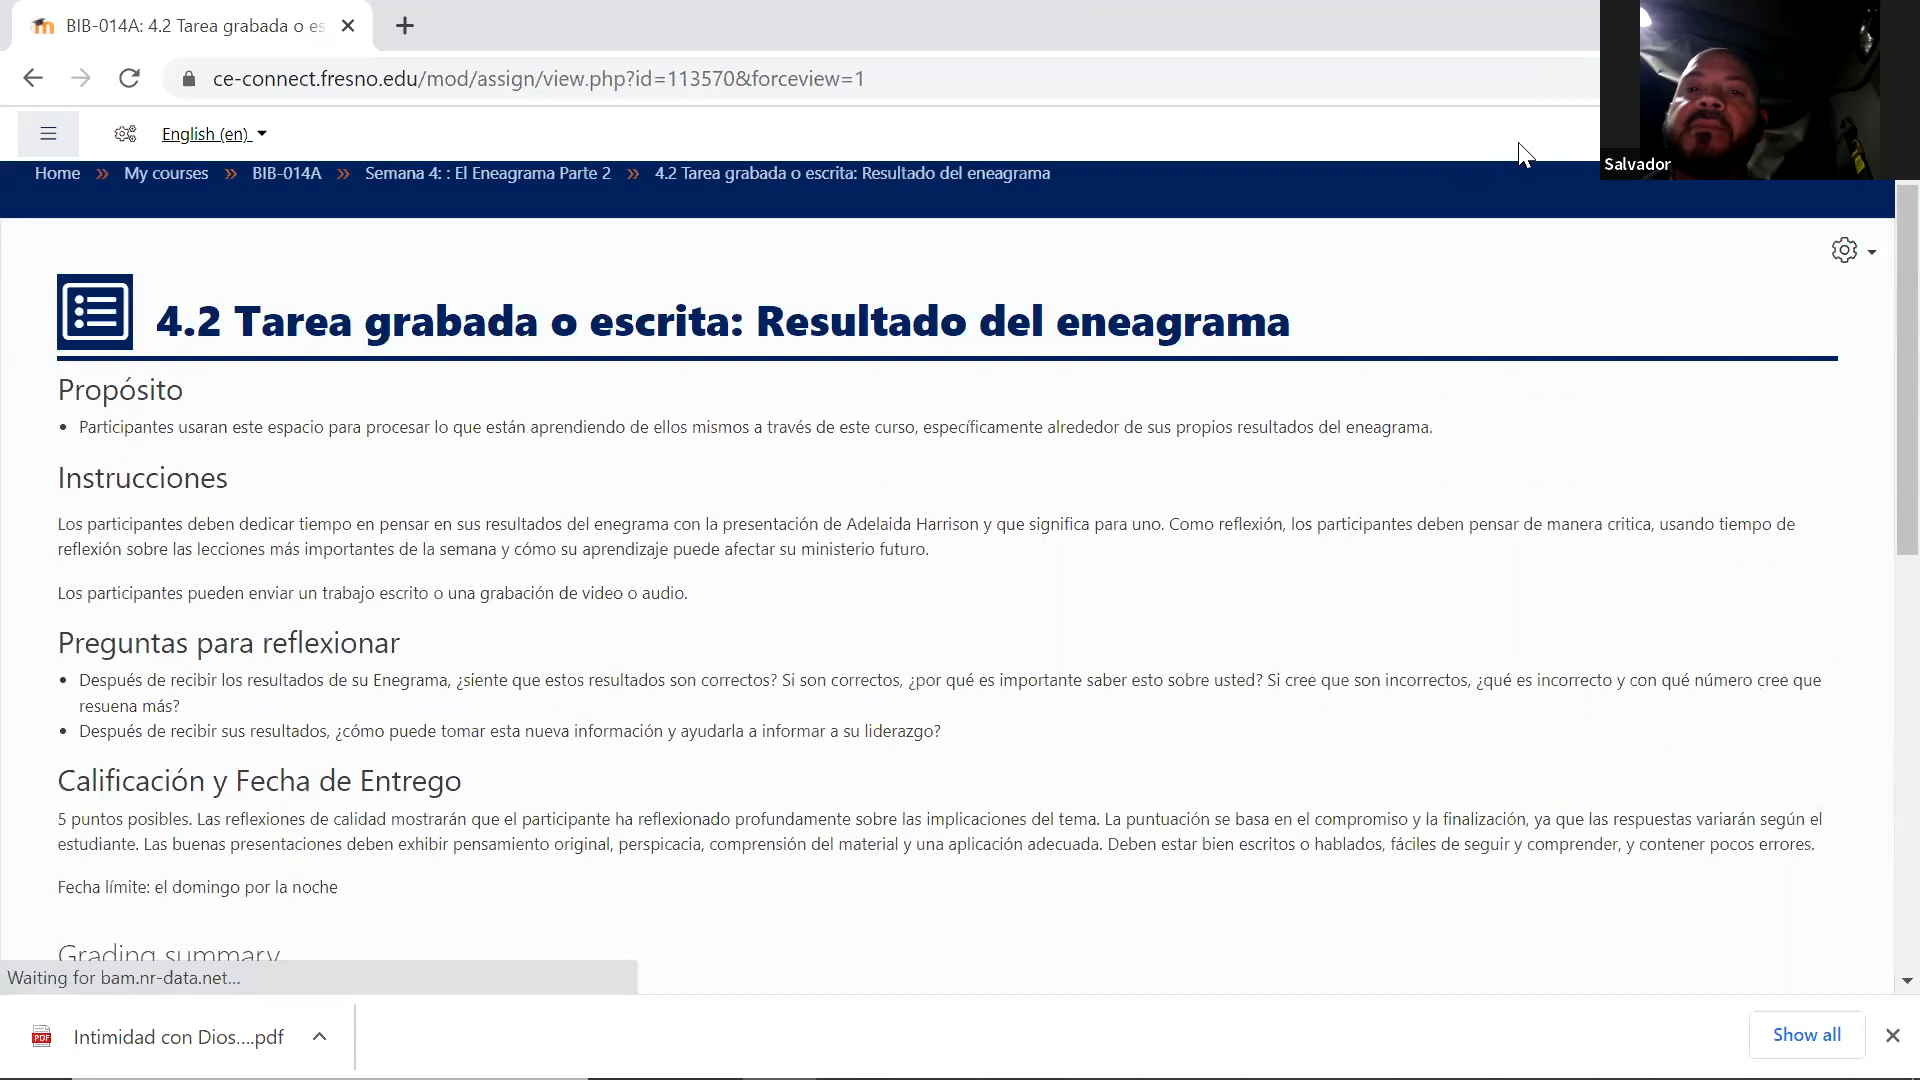 BIB-014A: 4.2 Tarea grabada o es
ce-connect.fresno.edu/mod/assign/view.php?id=113570&forceview=1
English (en)
Salvador
Home » My courses » BIB-014A » Semana 4: : El Eneagrama Parte 2 » 4.2 Tarea grabada o escrita: Resultado del eneagrama
4.2 Tarea grabada o escrita: Resultado del eneagrama
Propósito
• Participantes usaran este espacio para procesar lo que están aprendiendo de ellos mismos a través de este curso, específicamente alrededor de sus propios resultados del eneagrama.
Instrucciones
Los participantes deben dedicar tiempo en pensar en sus resultados del enegrama con la presentación de Adelaida Harrison y que significa para uno. Como reflexión, los participantes deben pensar de manera critica, usando tiempo de
reflexión sobre las lecciones más importantes de la semana y cómo su aprendizaje puede afectar su ministerio futuro.
Los participantes pueden enviar un trabajo escrito o una grabación de video o audio.
Preguntas para reflexionar
• Después de recibir los resultados de su Enegrama, ¿siente que estos resultados son correctos? Si son correctos, ¿por qué es importante saber esto sobre usted? Si cree que son incorrectos, ¿qué es incorrecto y con qué número cree que
resuena más?
• Después de recibir sus resultados, ¿cómo puede tomar esta nueva información y ayudarla a informar a su liderazgo?
Calificación y Fecha de Entrego
5 puntos posibles. Las reflexiones de calidad mostrarán que el participante ha reflexionado profundamente sobre las implicaciones del tema. La puntuación se basa en el compromiso y la finalización, ya que las respuestas variarán según el
estudiante. Las buenas presentaciones deben exhibir pensamiento original, perspicacia, comprensión del material y una aplicación adecuada. Deben estar bien escritos o hablados, fáciles de seguir y comprender, y contener pocos errores.
Fecha límite: el domingo por la noche
Grading summary
Waiting for bam.nr-data.net...
PDF
Intimidad con Dios....pdf
Show all